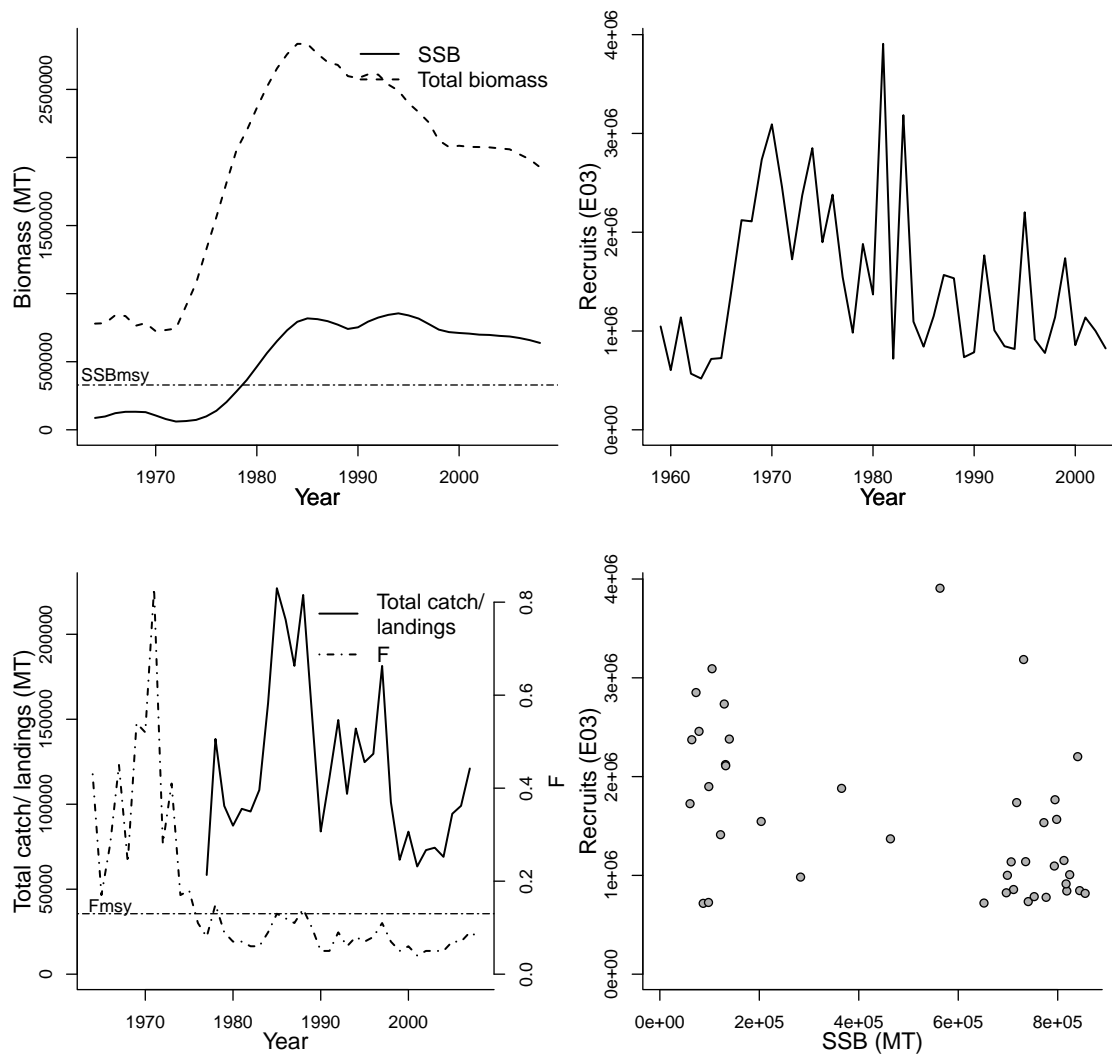 SSB
Total biomass
Biomass (MT)
0 500000 1500000 2500000
SSBmsy
1970 1980 1990 2000
Year
Recruits (E03)
0e+00 1e+06 2e+06 3e+06 4e+06
1960 1970 1980 1990 2000
Year
Total catch/
landings
F
Total catch/ landings (MT)
0 50000 100000 150000 200000
Fmsy
0.0 0.2 0.4 0.6 0.8
F
1970 1980 1990 2000
Year
Recruits (E03)
0e+00 1e+06 2e+06 3e+06 4e+06
0e+00 2e+05 4e+05 6e+05 8e+05
SSB (MT)